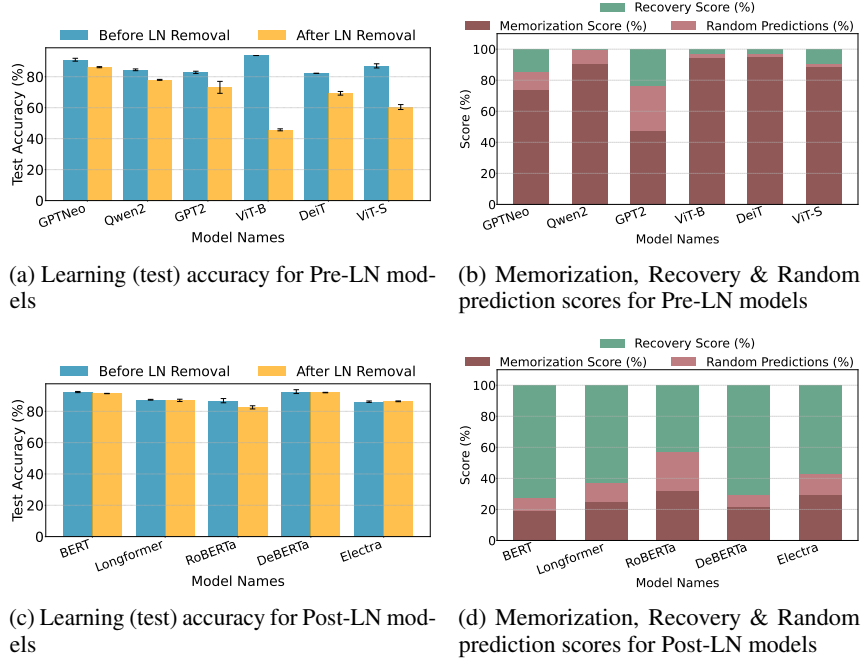 Before LN Removal After LN Removal
Test Accuracy (%)
80
60
40
20
0
GPTNeo Qwen2 GPT2 ViT-B DeiT ViT-S
Model Names
(a) Learning (test) accuracy for Pre-LN mod-
els
Recovery Score (%)
Memorization Score (%) Random Predictions (%)
Score (%)
100
80
60
40
20
0
GPTNeo Qwen2 GPT2 ViT-B DeiT ViT-S
Model Names
(b) Memorization, Recovery & Random
prediction scores for Pre-LN models
Before LN Removal After LN Removal
Test Accuracy (%)
80
60
40
20
0
BERT Longformer RoBERTa DeBERTa Electra
Model Names
(c) Learning (test) accuracy for Post-LN mod-
els
Recovery Score (%)
Memorization Score (%) Random Predictions (%)
Score (%)
100
80
60
40
20
0
BERT Longformer RoBERTa DeBERTa Electra
Model Names
(d) Memorization, Recovery & Random
prediction scores for Post-LN models